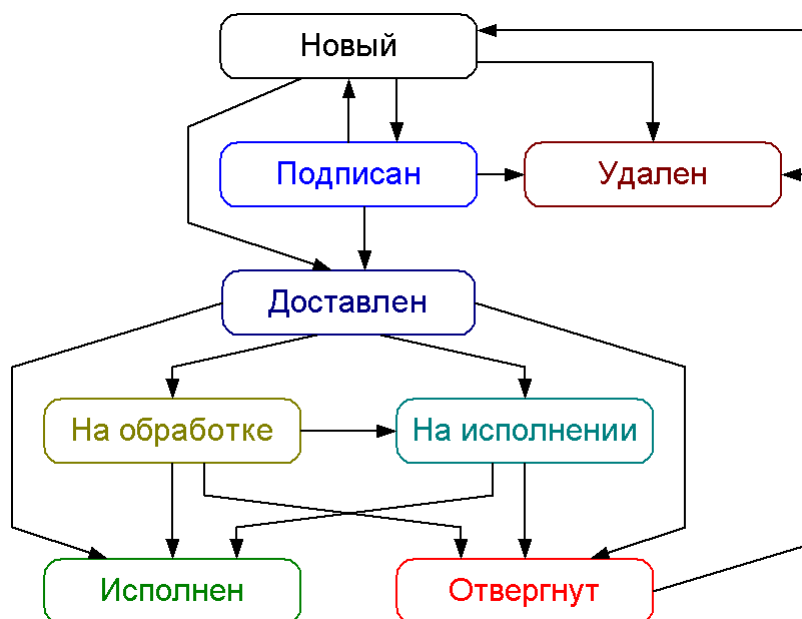 Новый
Подписан
Удален
Доставлен
На обработке
На исполнении
Исполнен
Отвергнут